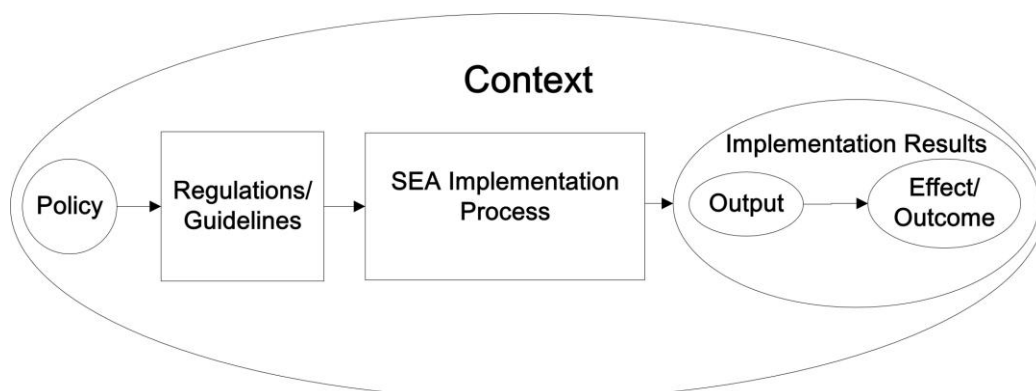 Context
Policy
Regulations/
Guidelines
SEA Implementation
Process
Implementation Results
Output
Effect/
Outcome